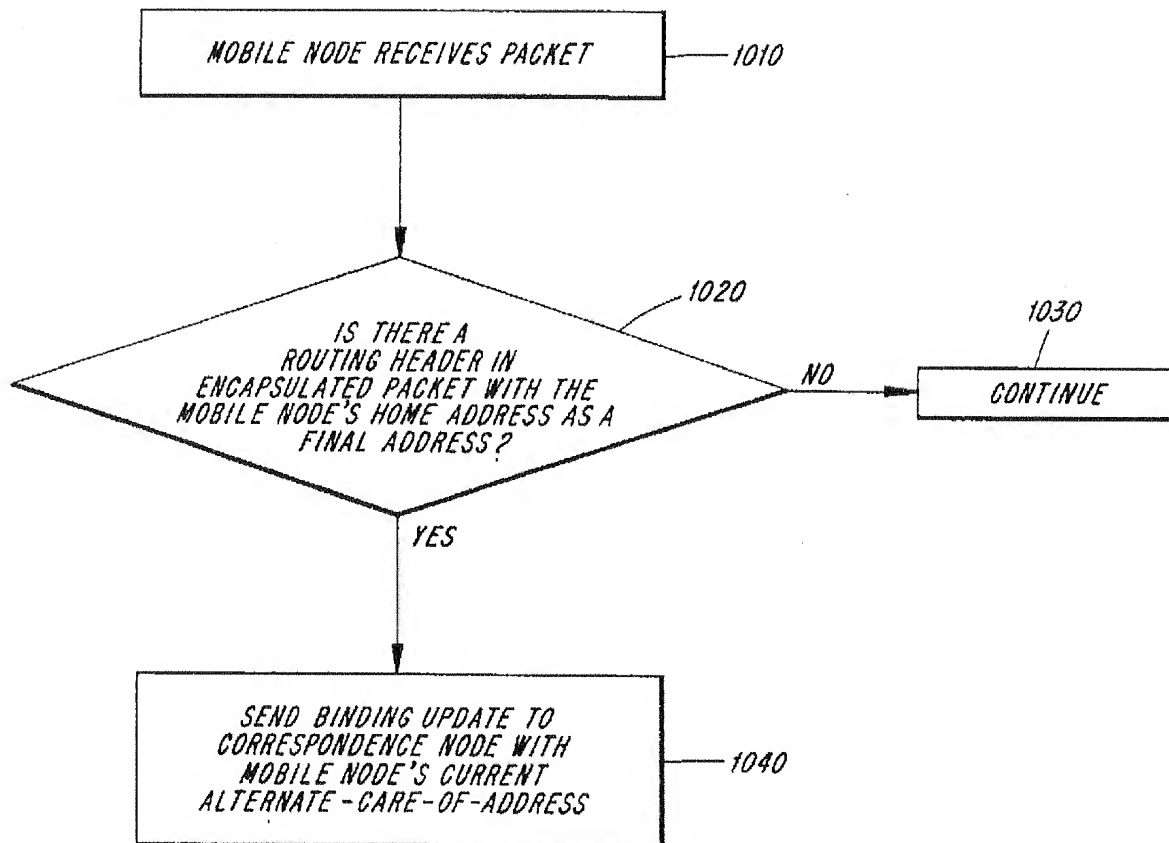 MOBILE NODE RECEIVES PACKET
1010
1020
IS THERE A
ROUTING HEADER IN
ENCAPSULATED PACKET WITH THE
MOBILE NODE'S HOME ADDRESS AS A
FINAL ADDRESS?
NO
1030
CONTINUE
YES
SEND BINDING UPDATE TO
CORRESPONDENCE NODE WITH
MOBILE NODE'S CURRENT
ALTERNATE-CARE-OF-ADDRESS
1040